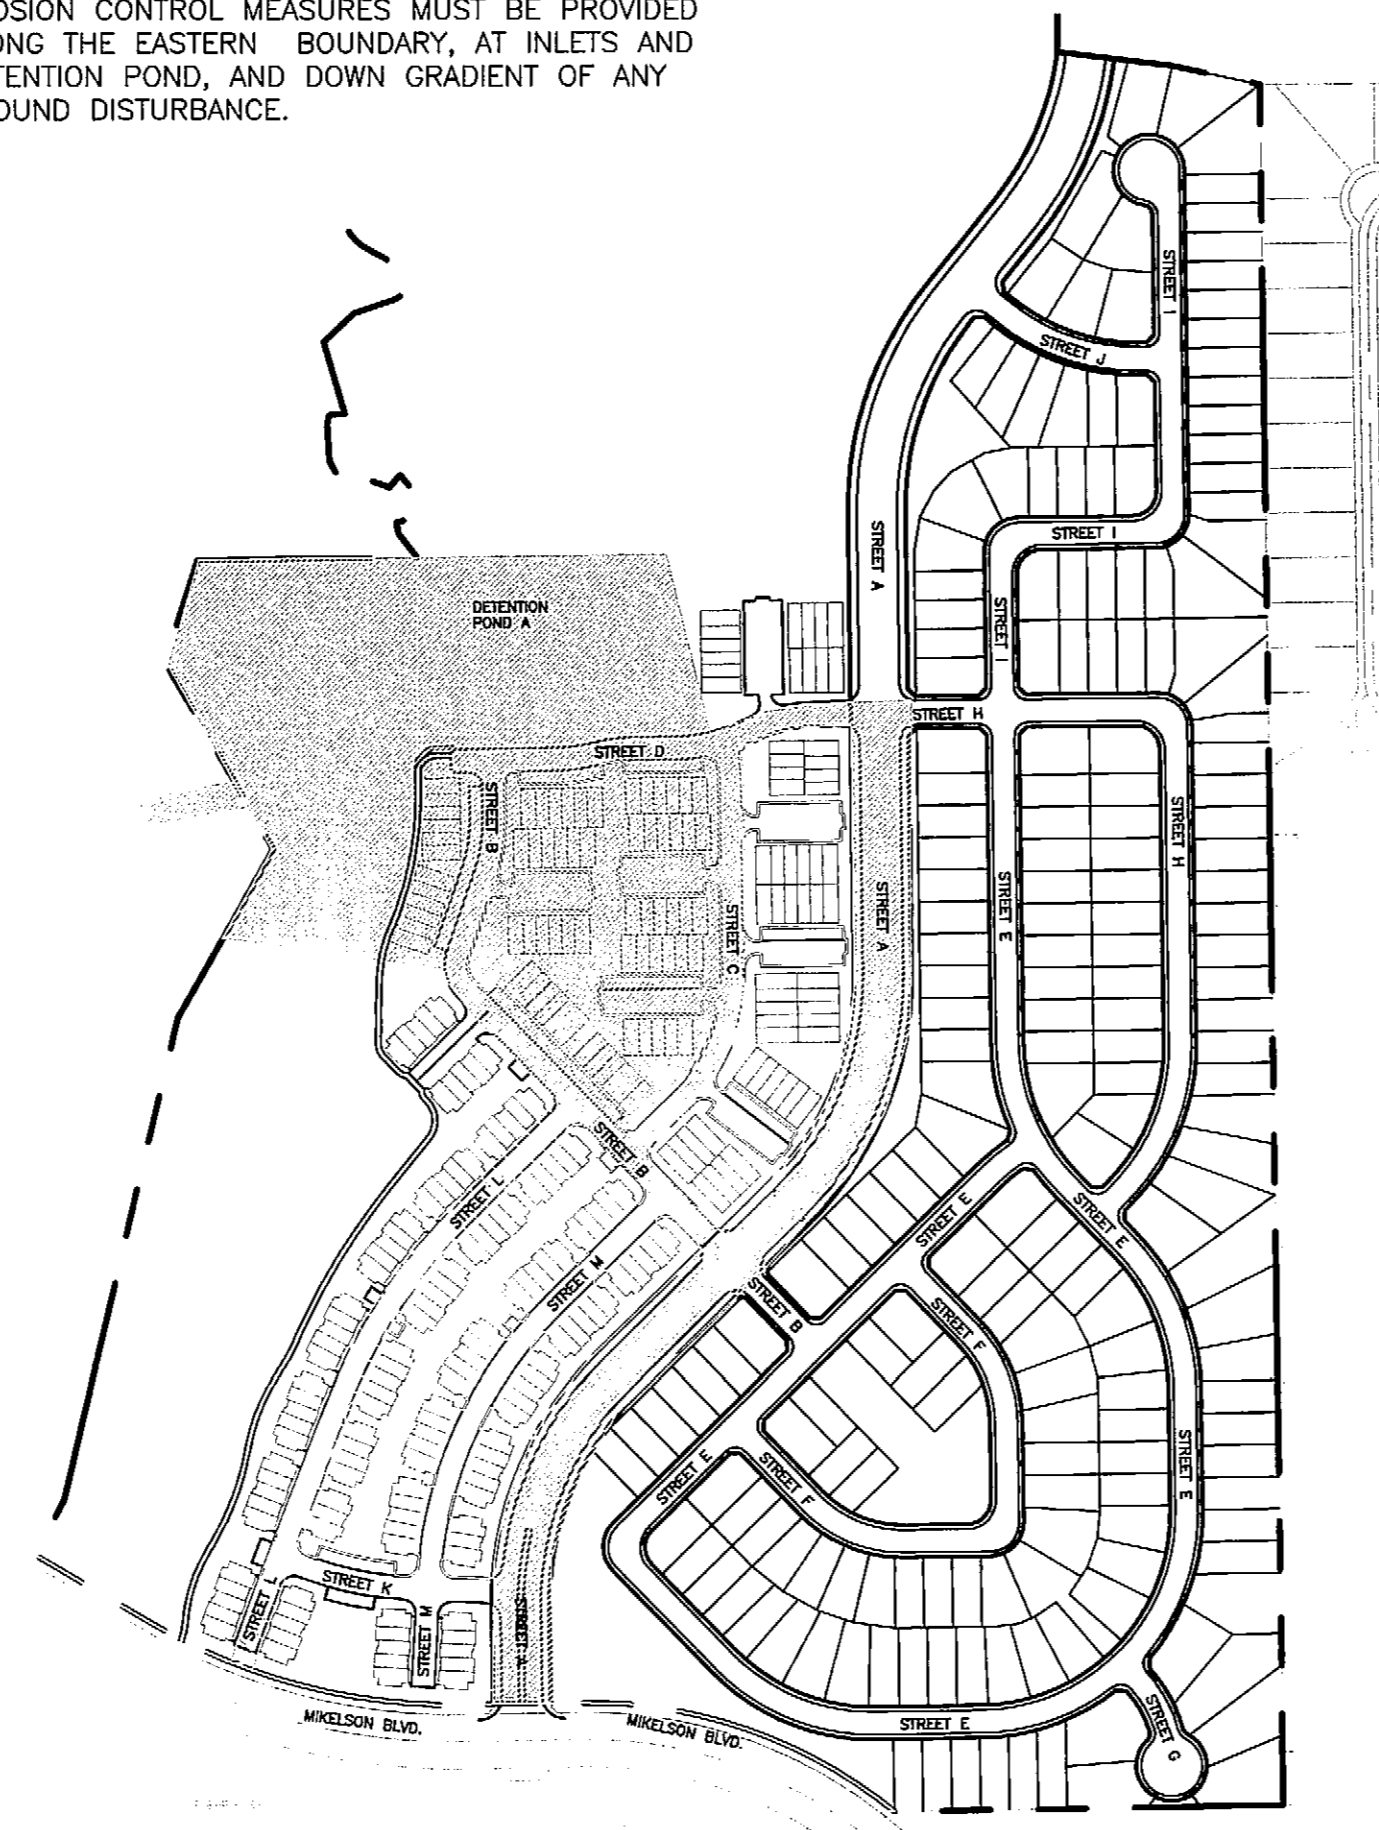 OSION CONTROL MEASURES MUST BE PROVIDED
ONG THE EASTERN BOUNDARY, AT INLETS AND
TENTION POND, AND DOWN GRADIENT OF ANY
OUND DISTURBANCE.
STREET I
STREET J
STREET A
STREET I
STREET I
DETENTION
POND A
STREET H
STREET D
STREET B
STREET H
STREET E
STREET A
STREET C
STREET B
STREET L
STREET E
STREET E
STREET M
STREET B
STREET F
STREET E
STREET E
STREET F
STREET K
STREET L
STREET M
STREET A
STREET G
MIKELSON BLVD.
MIKELSON BLVD.
STREET E